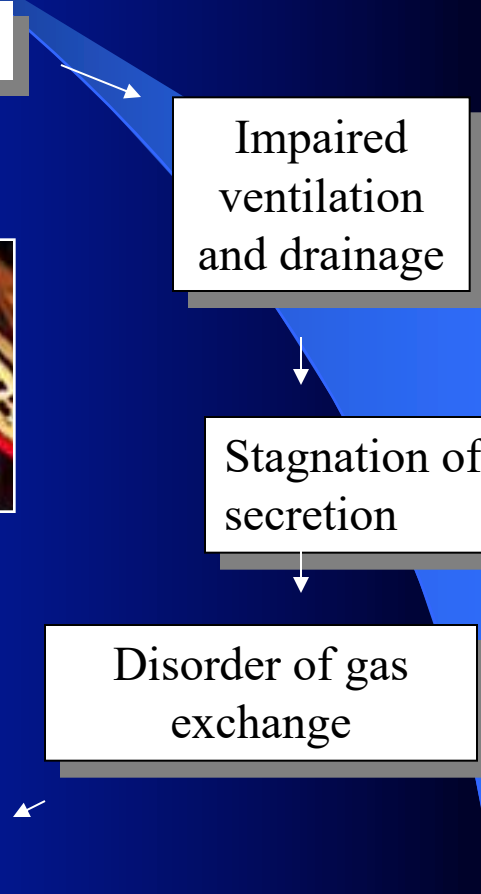 Impaired
ventilation
and drainage
Stagnation of
secretion
Disorder of gas
exchange